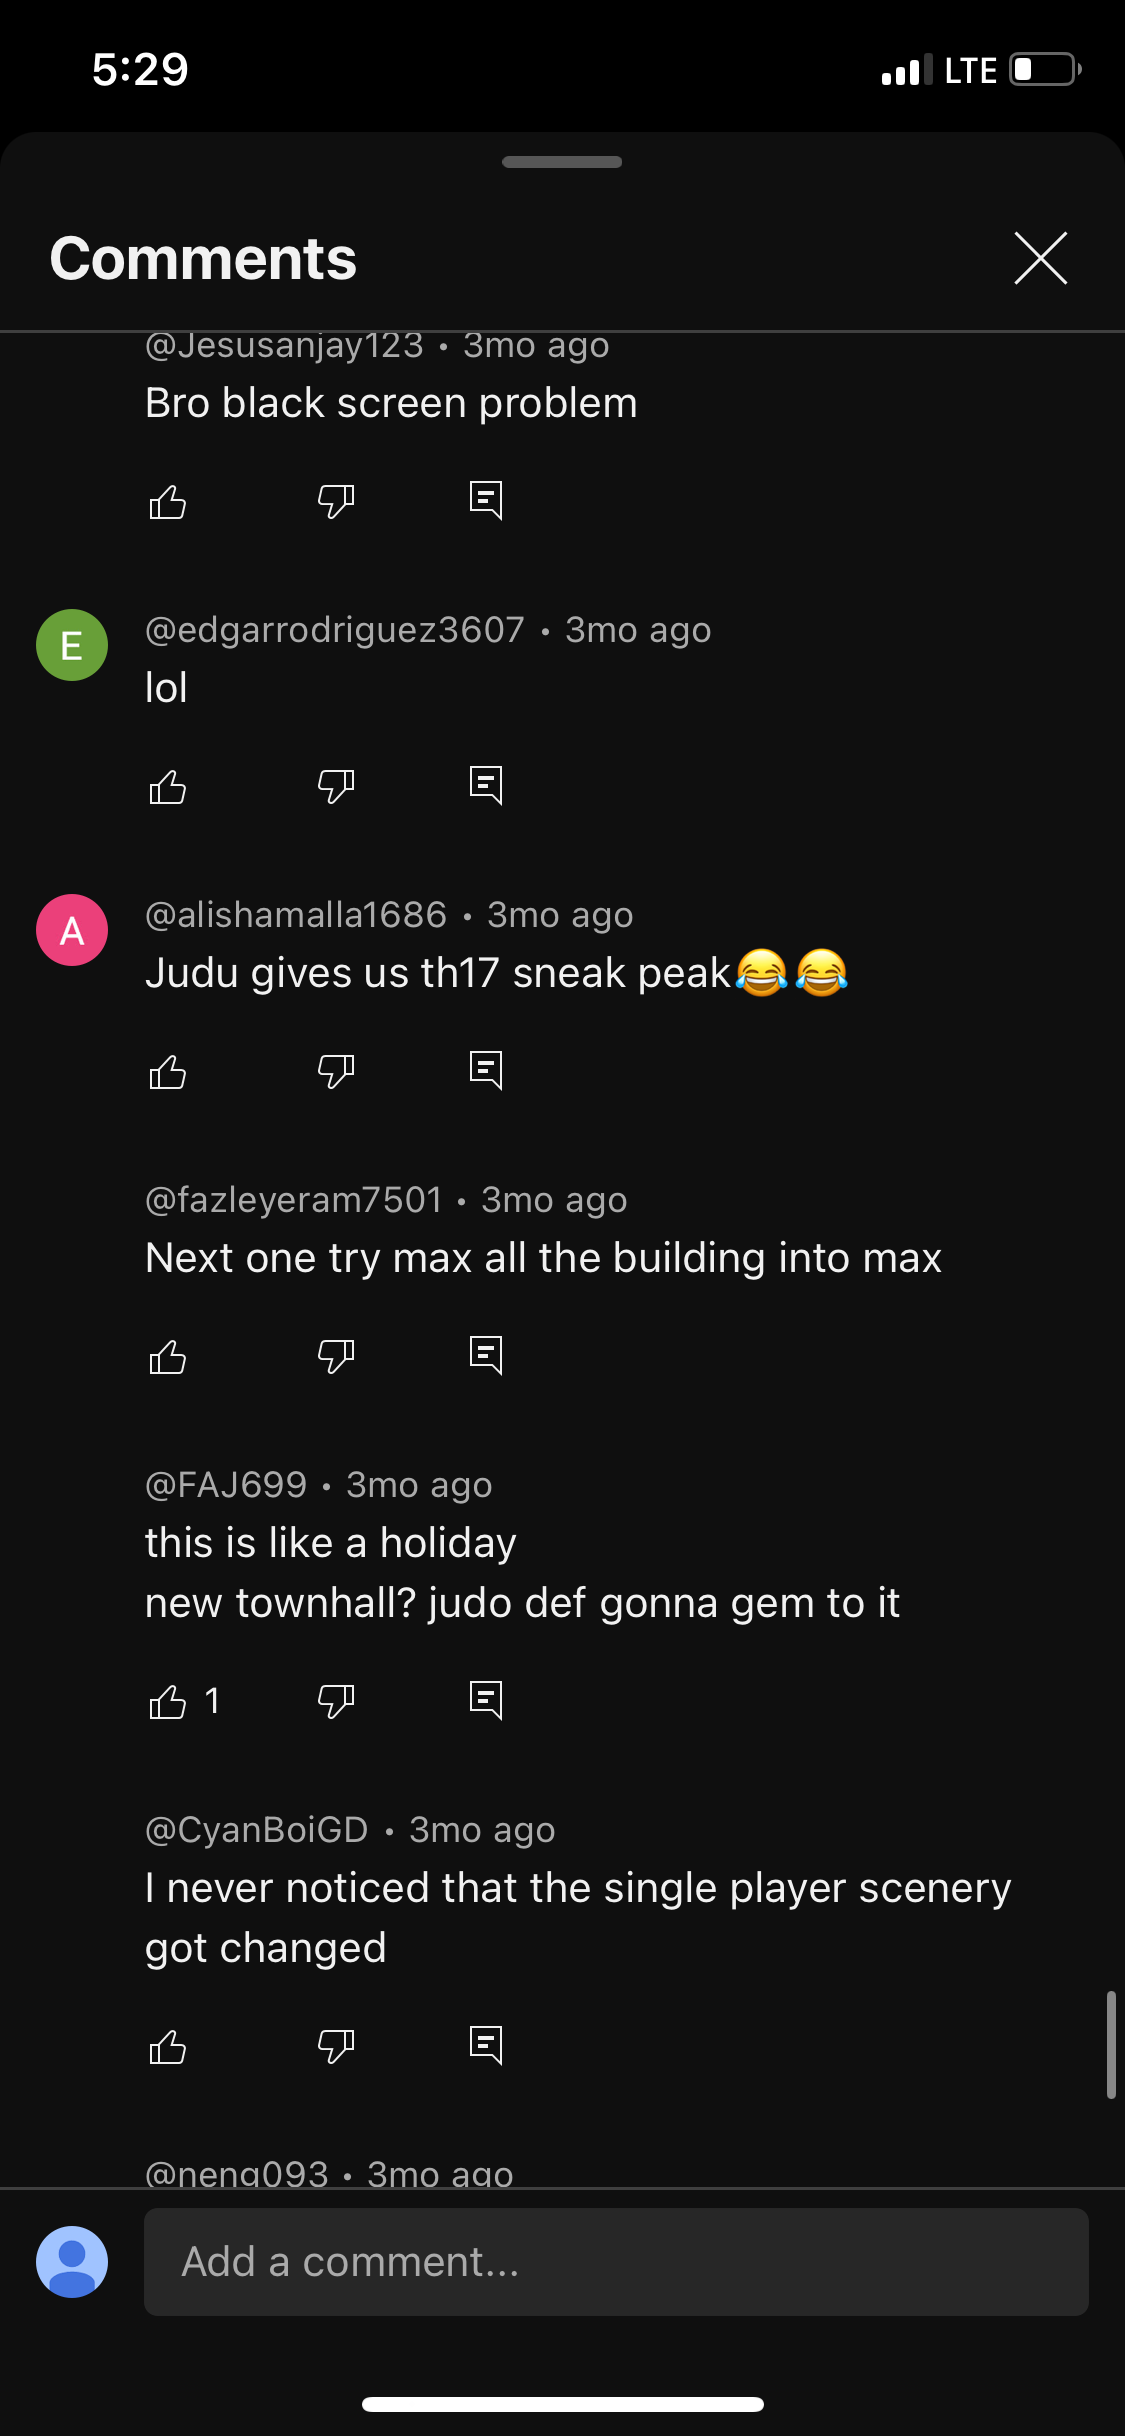 5:29
LTE
Comments
@Jesusanjay123 • 3mo ago
Bro black screen problem
E
@edgarrodriguez3607 • 3mo ago
lol
A
@alishamalla1686 • 3mo ago
Judu gives us th17 sneak peak😂😂
@fazleyeram7501 • 3mo ago
Next one try max all the building into max
@FAJ699 • 3mo ago
this is like a holiday
new townhall? judo def gonna gem to it
1
@CyanBoiGD • 3mo ago
I never noticed that the single player scenery
got changed
@neng093 • 3mo ago
Add a comment...